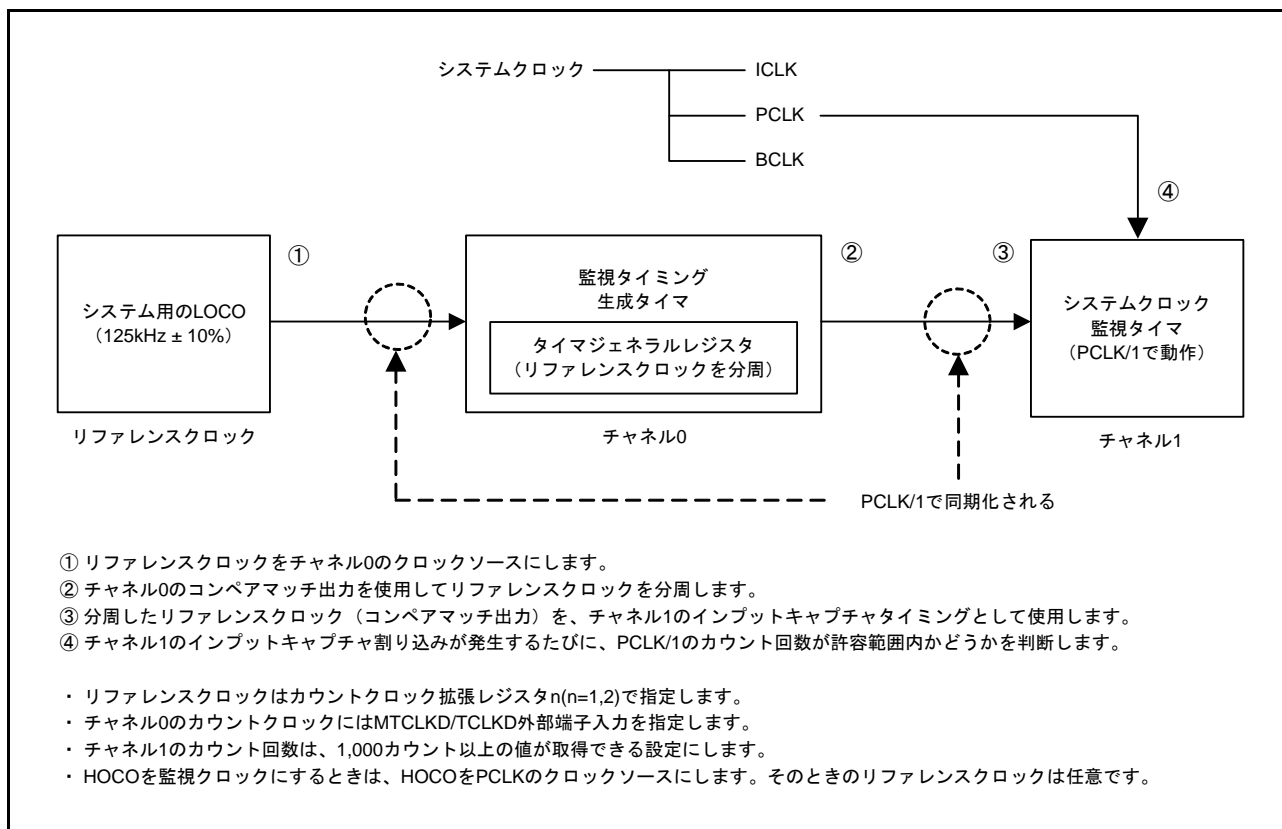 システムクロック
ICLK
PCLK
BCLK
④
①
②
③
システム用のLOCO
（125kHz ± 10%）
リファレンスクロック
監視タイミング
生成タイマ
タイマジェネラルレジスタ
（リファレンスクロックを分周）
チャネル0
システムクロック
監視タイマ
（PCLK/1で動作）
チャネル1
PCLK/1で同期化される
① リファレンスクロックをチャネル0のクロックソースにします。
② チャネル0のコンペアマッチ出力を使用してリファレンスクロックを分周します。
③ 分周したリファレンスクロック（コンペアマッチ出力）を、チャネル1のインプットキャプチャタイミングとして使用します。
④ チャネル1のインプットキャプチャ割り込みが発生するたびに、PCLK/1のカウント回数が許容範囲内かどうかを判断します。
・ リファレンスクロックはカウントクロック拡張レジスタn(n=1,2)で指定します。
・ チャネル0のカウントクロックにはMTCLKD/TCLKD外部端子入力を指定します。
・ チャネル1のカウント回数は、1,000カウント以上の値が取得できる設定にします。
・ HOCOを監視クロックにするときは、HOCOをPCLKのクロックソースにします。そのときのリファレンスクロックは任意です。